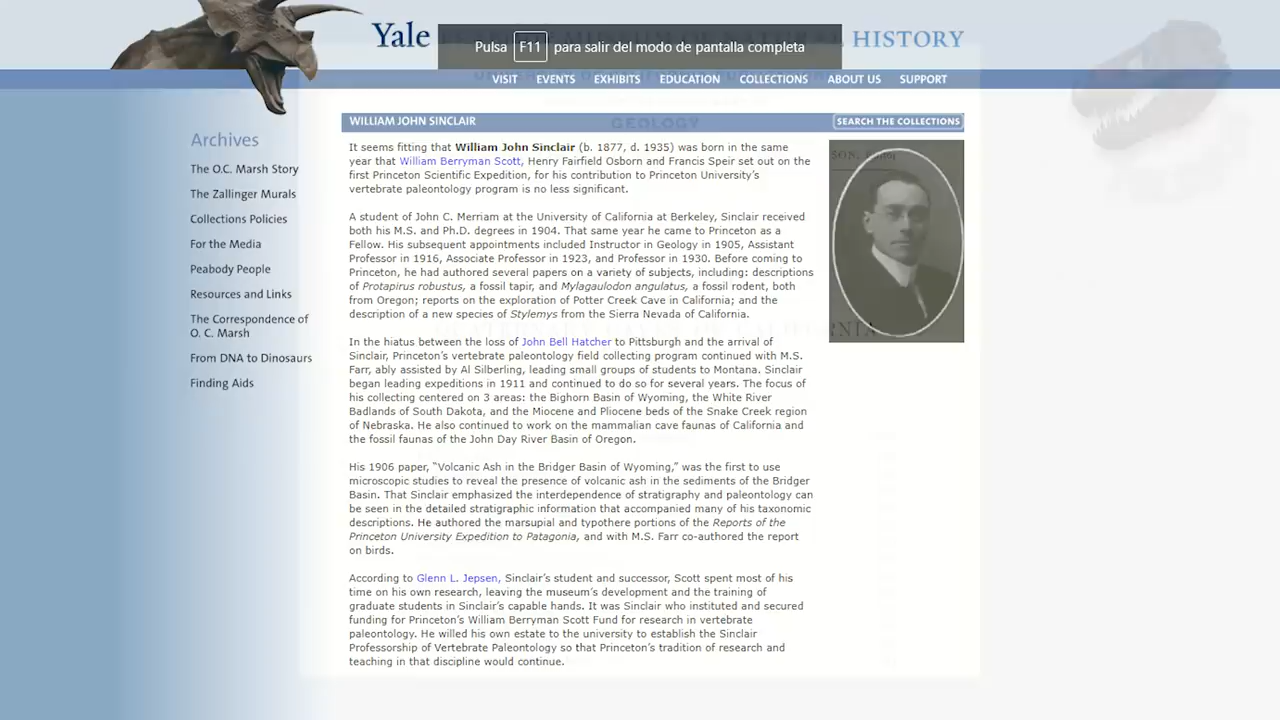 Yale
HISTORY
Pulsa F11 para salir del modo de pantalla completa
VISIT EVENTS EXHIBITS EDUCATION COLLECTIONS ABOUT US SUPPORT
GEOLOGY
Archives
The O.C. Marsh Story
The Zallinger Murals
Collections Policies
For the Media
Peabody People
Resources and Links
The Correspondence of
O. C. Marsh
From DNA to Dinosaurs
Finding Aids
WILLIAM JOHN SINCLAIR
SEARCH THE COLLECTIONS
It seems fitting that William John Sinclair (b. 1877, d. 1935) was born in the same
year that William Berryman Scott, Henry Fairfield Osborn and Francis Speir set out on the
first Princeton Scientific Expedition, for his contribution to Princeton University's
vertebrate paleontology program is no less significant.
A student of John C. Merriam at the University of California at Berkeley, Sinclair received
both his M.S. and Ph.D. degrees in 1904. That same year he came to Princeton as a
Fellow. His subsequent appointments included Instructor in Geology in 1905, Assistant
Professor in 1916, Associate Professor in 1923, and Professor in 1930. Before coming to
Princeton, he had authored several papers on a variety of subjects, including: descriptions
of Protapirus robustus, a fossil tapir, and Mylagaulodon angulatus, a fossil rodent, both
from Oregon; reports on the exploration of Potter Creek Cave in California; and the
description of a new species of Stylemys from the Sierra Nevada of California.
In the hiatus between the loss of John Bell Hatcher to Pittsburgh and the arrival of
Sinclair, Princeton's vertebrate paleontology field collecting program continued with M.S.
Farr, ably assisted by Al Silberling, leading small groups of students to Montana. Sinclair
began leading expeditions in 1911 and continued to do so for several years. The focus of
his collecting centered on 3 areas: the Bighorn Basin of Wyoming, the White River
Badlands of South Dakota, and the Miocene and Pliocene beds of the Snake Creek region
of Nebraska. He also continued to work on the mammalian cave faunas of California and
the fossil faunas of the John Day River Basin of Oregon.
His 1906 paper, “Volcanic Ash in the Bridger Basin of Wyoming,” was the first to use
microscopic studies to reveal the presence of volcanic ash in the sediments of the Bridger
Basin. That Sinclair emphasized the interdependence of stratigraphy and paleontology can
be seen in the detailed stratigraphic information that accompanied many of his taxonomic
descriptions. He authored the marsupial and typothere portions of the Reports of the
Princeton University Expedition to Patagonia, and with M.S. Farr co-authored the report
on birds.
According to Glenn L. Jepsen, Sinclair's student and successor, Scott spent most of his
time on his own research, leaving the museum's development and the training of
graduate students in Sinclair's capable hands. It was Sinclair who instituted and secured
funding for Princeton's William Berryman Scott Fund for research in vertebrate
paleontology. He willed his own estate to the university to establish the Sinclair
Professorship of Vertebrate Paleontology so that Princeton's tradition of research and
teaching in that discipline would continue.